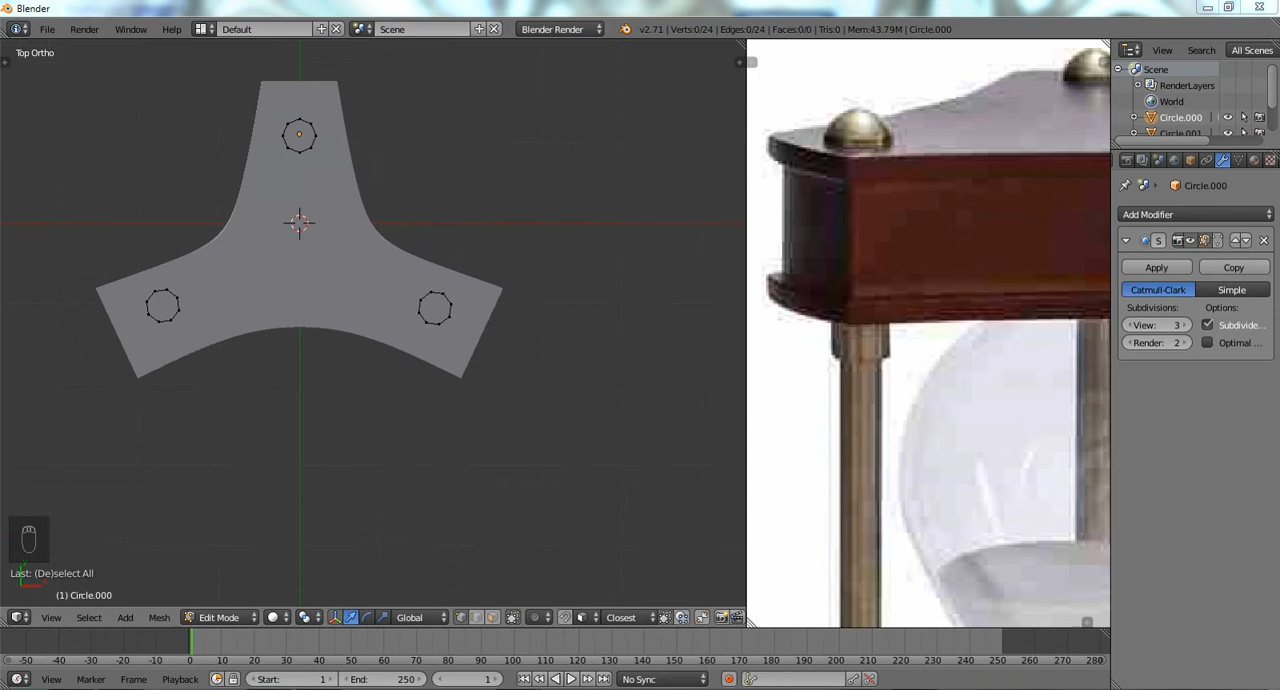 Blender
File Render Window Help Default Scene Blender Render v2.71 | Verts:0/24 | Edges:0/24 | Faces:0/0 | Tris:0 | Mem:43.79M | Circle.000
Top Ortho
View Search All Scenes
Scene
RenderLayers
World
Circle.000
Circle.001
Circle.000
Add Modifier
S
Apply Copy
Catmull-Clark Simple
Subdivisions: Options:
View: 3 Subdivide...
Render: 2 Optimal ...
Last: (De)select All
(1) Circle.000
View Select Add Mesh Edit Mode Global Closest
-50 -40 -30 -20 -10 0 10 20 30 40 50 60 70 80 90 100 110 120 130 140 150 160 170 180 190 200 210 220 230 240 250 260 270 280
View Marker Frame Playback Start: 1 End: 250 1 No Sync